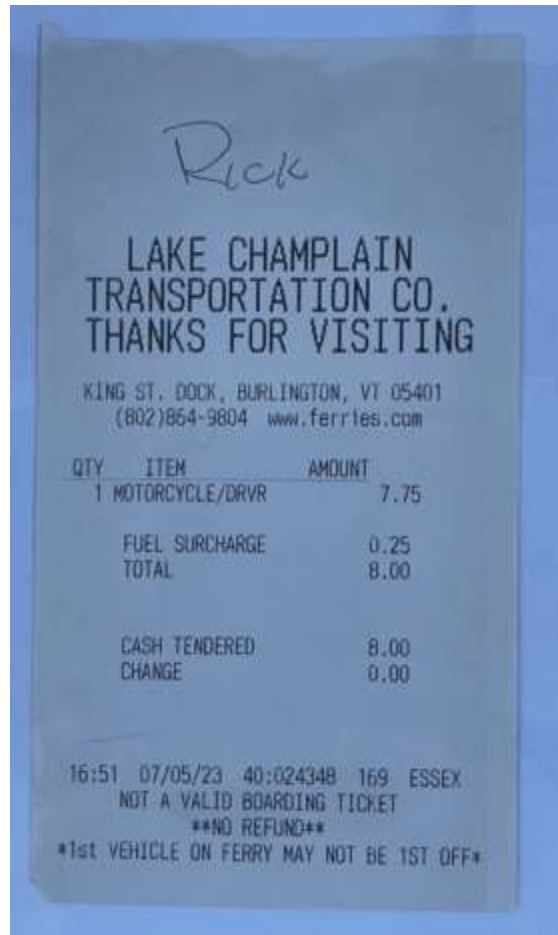 Rick
LAKE CHAMPLAIN
TRANSPORTATION CO.
THANKS FOR VISITING
KING ST. DOCK, BURLINGTON, VT 05401
(802)864-9804 www.ferries.com
QTY ITEM AMOUNT
1 MOTORCYCLE/DRVR 7.75
FUEL SURCHARGE 0.25
TOTAL 8.00
CASH TENDERED 8.00
CHANGE 0.00
16:51 07/05/23 40:024348 169 ESSEX
NOT A VALID BOARDING TICKET
**NO REFUND**
*1st VEHICLE ON FERRY MAY NOT BE 1ST OFF*